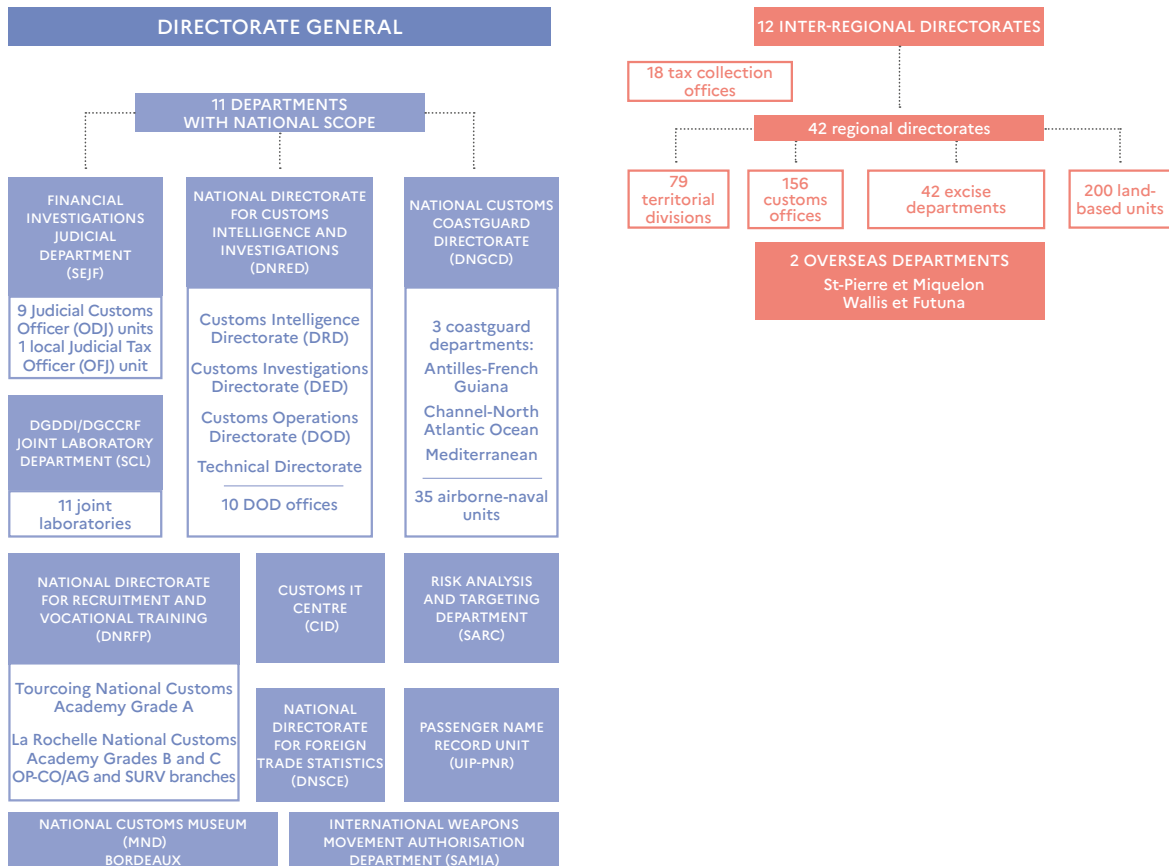 DIRECTORATE GENERAL
11 DEPARTMENTS
WITH NATIONAL SCOPE
FINANCIAL
INVESTIGATIONS
JUDICIAL
DEPARTMENT
(SEJF)
9 Judicial Customs
Officer (ODJ) units
1 local Judicial Tax
Officer (OFJ) unit
DGDDI/DGCCRF
JOINT LABORATORY
DEPARTMENT (SCL)
11 joint
laboratories
NATIONAL DIRECTORATE
FOR CUSTOMS
INTELLIGENCE AND
INVESTIGATIONS
(DNRED)
Customs Intelligence
Directorate (DRD)
Customs Investigations
Directorate (DED)
Customs Operations
Directorate (DOD)
Technical Directorate
10 DOD offices
NATIONAL CUSTOMS
COASTGUARD
DIRECTORATE
(DNGCD)
3 coastguard
departments:
Antilles-French
Guiana
Channel-North
Atlantic Ocean
Mediterranean
35 airborne-naval
units
NATIONAL DIRECTORATE
FOR RECRUITMENT AND
VOCATIONAL TRAINING
(DNRFP)
Tourcoing National Customs
Academy Grade A
La Rochelle National Customs
Academy Grades B and C
OP-CO/AG and SURV branches
CUSTOMS IT
CENTRE
(CID)
RISK ANALYSIS
AND TARGETING
DEPARTMENT
(SARC)
NATIONAL
DIRECTORATE
FOR FOREIGN
TRADE STATISTICS
(DNSCE)
PASSENGER NAME
RECORD UNIT
(UIP-PNR)
NATIONAL CUSTOMS MUSEUM
(MND)
BORDEAUX
INTERNATIONAL WEAPONS
MOVEMENT AUTHORISATION
DEPARTMENT (SAMIA)
12 INTER-REGIONAL DIRECTORATES
18 tax collection
offices
42 regional directorates
79
territorial
divisions
156
customs
offices
42 excise
departments
200 land-
based units
2 OVERSEAS DEPARTMENTS
St-Pierre et Miquelon
Wallis et Futuna